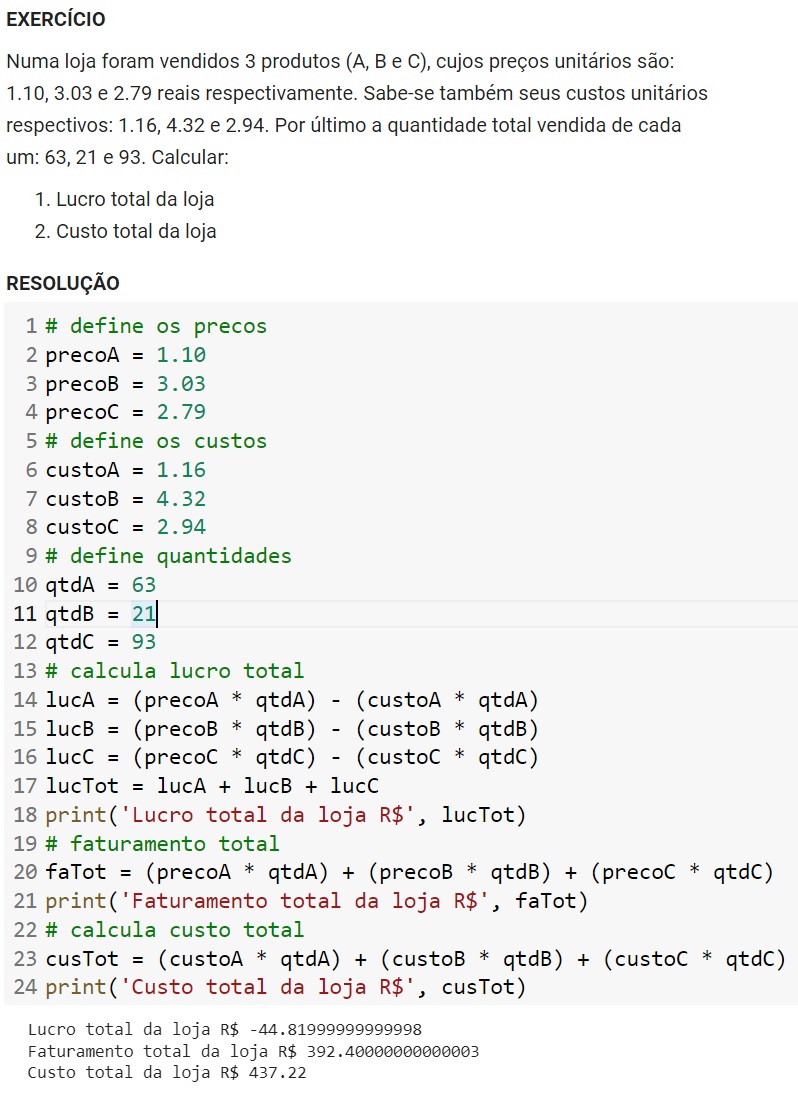 EXERCÍCIO
Numa loja foram vendidos 3 produtos (A, B e C), cujos preços unitários são:
1.10, 3.03 e 2.79 reais respectivamente. Sabe-se também seus custos unitários
respectivos: 1.16, 4.32 e 2.94. Por último a quantidade total vendida de cada
um: 63, 21 e 93. Calcular:
1. Lucro total da loja
2. Custo total da loja
RESOLUÇÃO
1 # define os precos
2 precoA = 1.10
3 precoB = 3.03
4 precoC = 2.79
5 # define os custos
6 custoA = 1.16
7 custoB = 4.32
8 custoC = 2.94
9 # define quantidades
10 qtdA = 63
11 qtdB = 21
12 qtdC = 93
13 # calcula lucro total
14 lucA = (precoA * qtdA) - (custoA * qtdA)
15 lucB = (precoB * qtdB) - (custoB * qtdB)
16 lucC = (precoC * qtdC) - (custoC * qtdC)
17 lucTot = lucA + lucB + lucC
18 print('Lucro total da loja R$', lucTot)
19 # faturamento total
20 faTot = (precoA * qtdA) + (precoB * qtdB) + (precoC * qtdC)
21 print('Faturamento total da loja R$', faTot)
22 # calcula custo total
23 cusTot = (custoA * qtdA) + (custoB * qtdB) + (custoC * qtdC)
24 print('Custo total da loja R$', cusTot)
Lucro total da loja R$ -44.81999999999998
Faturamento total da loja R$ 392.40000000000003
Custo total da loja R$ 437.22